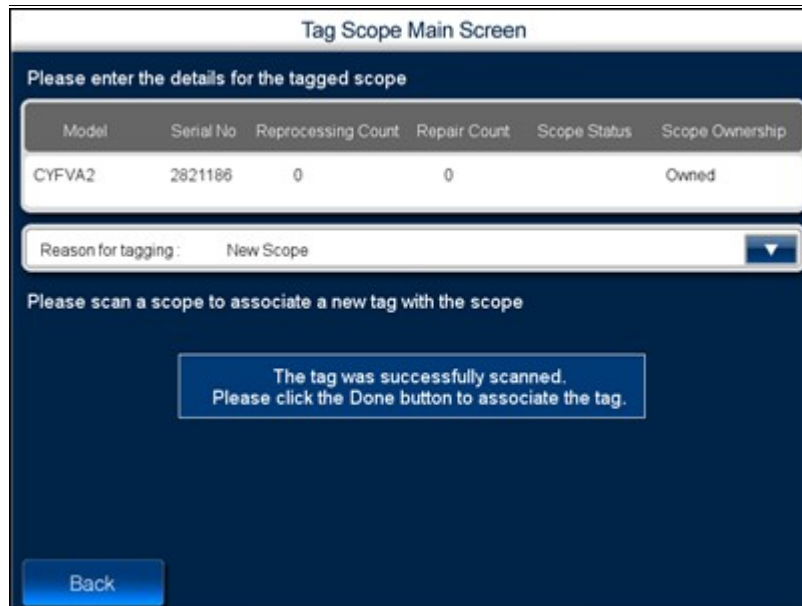 Tag Scope Main Screen
Please enter the details for the tagged scope
Model Serial No Reprocessing Count Repair Count Scope Status Scope Ownership
CYFVA2 2821186 0 0 Owned
Reason for tagging : New Scope
Please scan a scope to associate a new tag with the scope
The tag was successfully scanned.
Please click the Done button to associate the tag.
Back